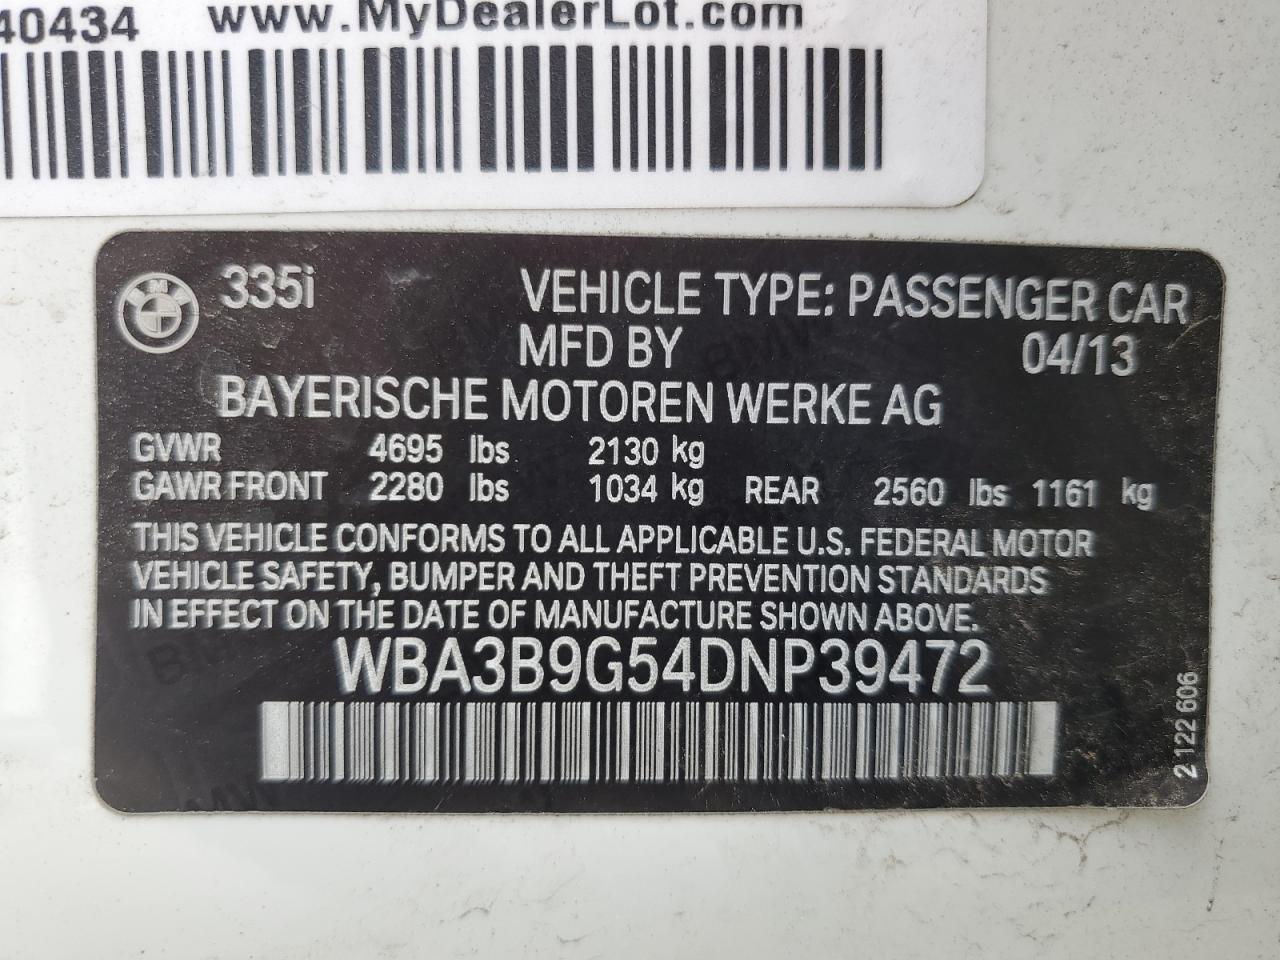 40434 www.MyDealerLot.com
BMW 335i VEHICLE TYPE: PASSENGER CAR
MFD BY 04/13
BAYERISCHE MOTOREN WERKE AG
GVWR 4695 lbs 2130 kg
GAWR FRONT 2280 lbs 1034 kg REAR 2560 lbs 1161 kg
THIS VEHICLE CONFORMS TO ALL APPLICABLE U.S. FEDERAL MOTOR
VEHICLE SAFETY, BUMPER AND THEFT PREVENTION STANDARDS
IN EFFECT ON THE DATE OF MANUFACTURE SHOWN ABOVE.
WBA3B9G54DNP39472
2 122 606